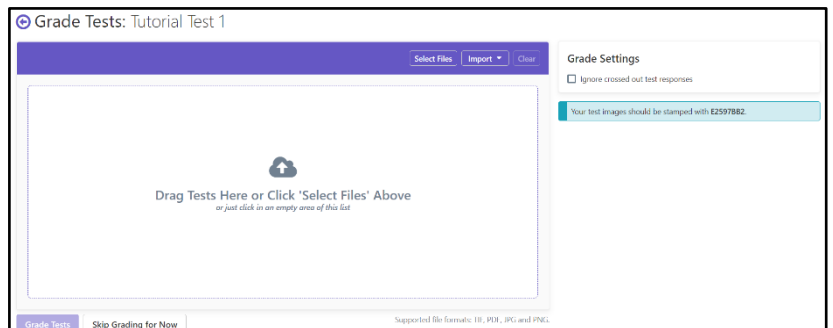 Grade Tests: Tutorial Test 1
Select Files Import Clear
Drag Tests Here or Click 'Select Files' Above
or just click in an empty area of this list
Grade Settings
Ignore crossed out test responses
Your test images should be stamped with E2597BB2.
Grade Tests Skip Grading for Now
Supported file formats: TIF, PDF, JPG and PNG.